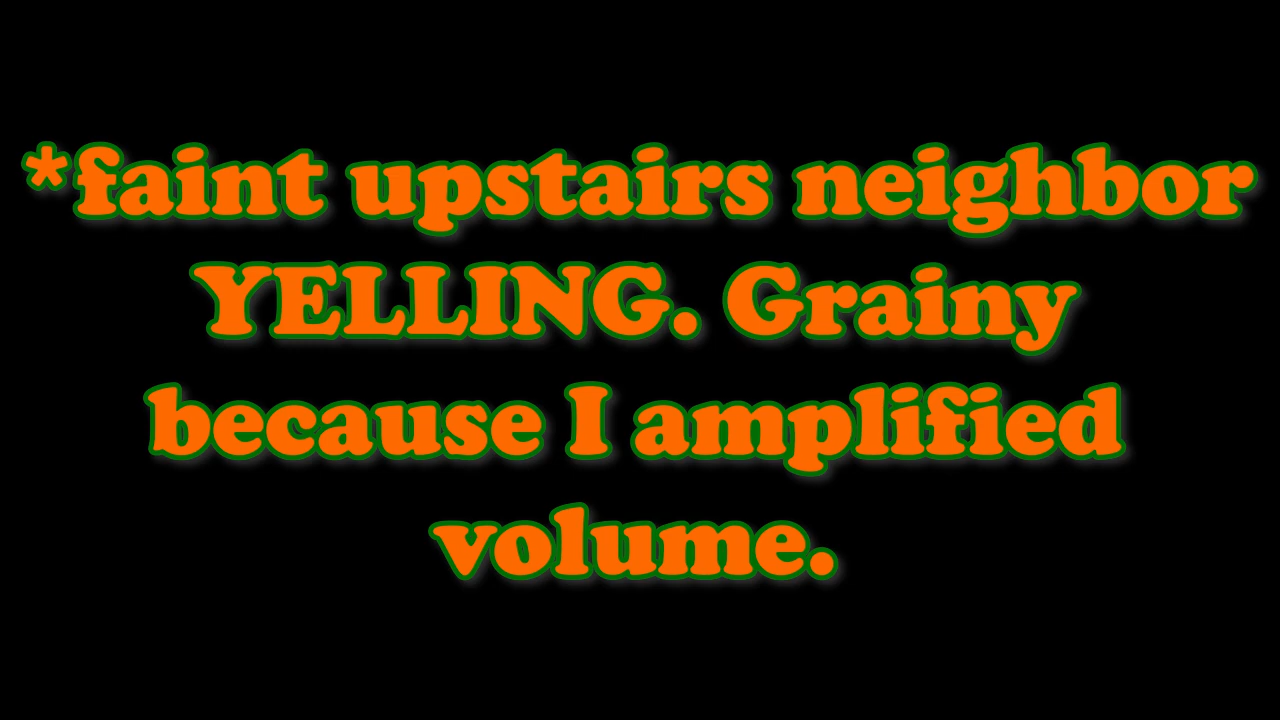 *faint upstairs neighbor
YELLING. Grainy
because I amplified
volume.